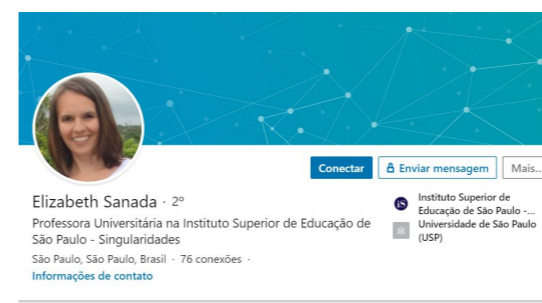 Conectar
Enviar mensagem
Mais...
Elizabeth Sanada · 2º
Professora Universitária na Instituto Superior de Educação de
São Paulo - Singularidades
São Paulo, São Paulo, Brasil · 76 conexões ·
Informações de contato
iS
Instituto Superior de
Educação de São Paulo -...
Universidade de São Paulo
(USP)